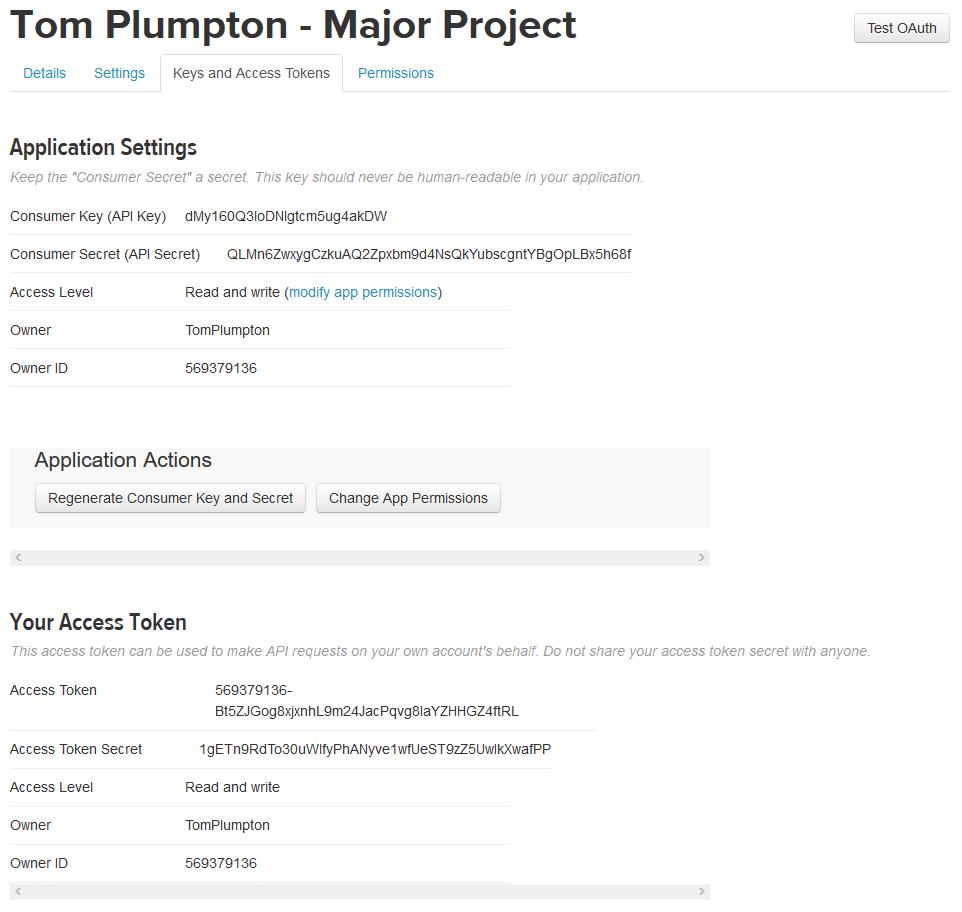 Tom Plumpton - Major Project
Test OAuth
Details
Settings
Keys and Access Tokens
Permissions
Application Settings
Keep the "Consumer Secret" a secret. This key should never be human-readable in your application.
Consumer Key (API Key)
Consumer Secret (API Secret) QLMn6ZwxygCzkuAQ2Zpxbm9d4NsQkYubscgntYBgOpLBx5h68f
Access Level Read and write (modify app permissions)
Owner TomPlumpton
Owner ID 569379136
Application Actions
Regenerate Consumer Key and Secret
Change App Permissions
Your Access Token
This access token can be used to make API requests on your own account's behalf. Do not share your access token secret with anyone.
Access Token 569379136-
Access Token Secret
Access Level Read and write
Owner TomPlumpton
Owner ID 569379136